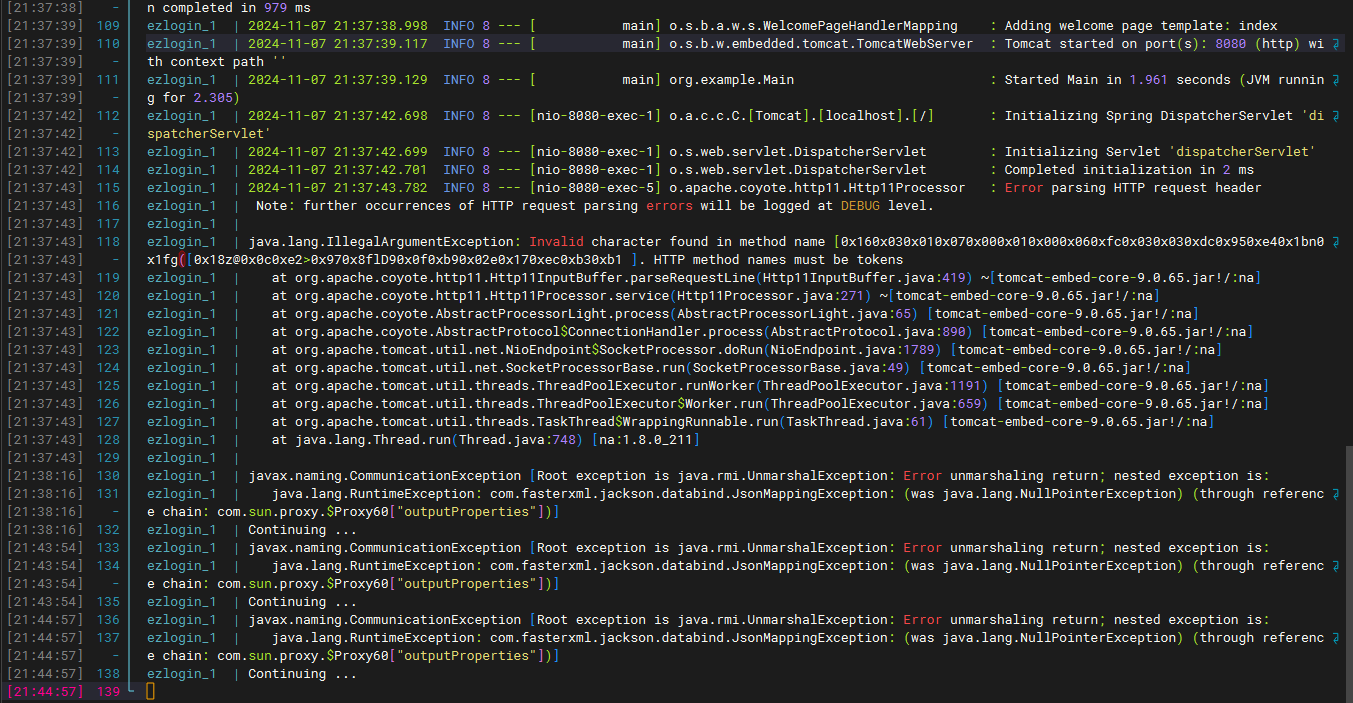 [21:37:38]   -   n completed in 979 ms
[21:37:39]  109  ezlogin_1  | 2024-11-07 21:37:38.998  INFO 8 --- [           main] o.s.b.a.w.s.WelcomePageHandlerMapping    : Adding welcome page template: index
[21:37:39]  110  ezlogin_1  | 2024-11-07 21:37:39.117  INFO 8 --- [           main] o.s.b.w.embedded.tomcat.TomcatWebServer  : Tomcat started on port(s): 8080 (http) wi
[21:37:39]   -   th context path ''
[21:37:39]  111  ezlogin_1  | 2024-11-07 21:37:39.129  INFO 8 --- [           main] org.example.Main                         : Started Main in 1.961 seconds (JVM runnin
[21:37:39]   -   g for 2.305)
[21:37:42]  112  ezlogin_1  | 2024-11-07 21:37:42.698  INFO 8 --- [nio-8080-exec-1] o.a.c.c.C.[Tomcat].[localhost].[/]       : Initializing Spring DispatcherServlet 'di
[21:37:42]   -   spatcherServlet'
[21:37:42]  113  ezlogin_1  | 2024-11-07 21:37:42.699  INFO 8 --- [nio-8080-exec-1] o.s.web.servlet.DispatcherServlet        : Initializing Servlet 'dispatcherServlet'
[21:37:42]  114  ezlogin_1  | 2024-11-07 21:37:42.701  INFO 8 --- [nio-8080-exec-1] o.s.web.servlet.DispatcherServlet        : Completed initialization in 2 ms
[21:37:43]  115  ezlogin_1  | 2024-11-07 21:37:43.782  INFO 8 --- [nio-8080-exec-5] o.apache.coyote.http11.Http11Processor   : Error parsing HTTP request header
[21:37:43]  116  ezlogin_1  |  Note: further occurrences of HTTP request parsing errors will be logged at DEBUG level.
[21:37:43]  117  ezlogin_1  |
[21:37:43]  118  ezlogin_1  | java.lang.IllegalArgumentException: Invalid character found in method name [0x160x030x010x070x000x010x000x060xfc0x030x030xdc0x950xe40x1bn0
[21:37:43]   -   x1fg([0x18z@0x0c0xe2>0x970x8flD90x0f0xb90x02e0x170xec0xb30xb1 ]. HTTP method names must be tokens
[21:37:43]  119  ezlogin_1  |    at org.apache.coyote.http11.Http11InputBuffer.parseRequestLine(Http11InputBuffer.java:419) ~[tomcat-embed-core-9.0.65.jar!/:na]
[21:37:43]  120  ezlogin_1  |    at org.apache.coyote.http11.Http11Processor.service(Http11Processor.java:271) ~[tomcat-embed-core-9.0.65.jar!/:na]
[21:37:43]  121  ezlogin_1  |    at org.apache.coyote.AbstractProcessorLight.process(AbstractProcessorLight.java:65) [tomcat-embed-core-9.0.65.jar!/:na]
[21:37:43]  122  ezlogin_1  |    at org.apache.coyote.AbstractProtocol$ConnectionHandler.process(AbstractProtocol.java:890) [tomcat-embed-core-9.0.65.jar!/:na]
[21:37:43]  123  ezlogin_1  |    at org.apache.tomcat.util.net.NioEndpoint$SocketProcessor.doRun(NioEndpoint.java:1789) [tomcat-embed-core-9.0.65.jar!/:na]
[21:37:43]  124  ezlogin_1  |    at org.apache.tomcat.util.net.SocketProcessorBase.run(SocketProcessorBase.java:49) [tomcat-embed-core-9.0.65.jar!/:na]
[21:37:43]  125  ezlogin_1  |    at org.apache.tomcat.util.threads.ThreadPoolExecutor.runWorker(ThreadPoolExecutor.java:1191) [tomcat-embed-core-9.0.65.jar!/:na]
[21:37:43]  126  ezlogin_1  |    at org.apache.tomcat.util.threads.ThreadPoolExecutor$Worker.run(ThreadPoolExecutor.java:659) [tomcat-embed-core-9.0.65.jar!/:na]
[21:37:43]  127  ezlogin_1  |    at org.apache.tomcat.util.threads.TaskThread$WrappingRunnable.run(TaskThread.java:61) [tomcat-embed-core-9.0.65.jar!/:na]
[21:37:43]  128  ezlogin_1  |    at java.lang.Thread.run(Thread.java:748) [na:1.8.0_211]
[21:37:43]  129  ezlogin_1  |
[21:38:16]  130  ezlogin_1  | javax.naming.CommunicationException [Root exception is java.rmi.UnmarshalException: Error unmarshaling return; nested exception is:
[21:38:16]  131  ezlogin_1  |    java.lang.RuntimeException: com.fasterxml.jackson.databind.JsonMappingException: (was java.lang.NullPointerException) (through referenc
[21:38:16]   -   e chain: com.sun.proxy.$Proxy60["outputProperties"])]
[21:38:16]  132  ezlogin_1  | Continuing ...
[21:43:54]  133  ezlogin_1  | javax.naming.CommunicationException [Root exception is java.rmi.UnmarshalException: Error unmarshaling return; nested exception is:
[21:43:54]  134  ezlogin_1  |    java.lang.RuntimeException: com.fasterxml.jackson.databind.JsonMappingException: (was java.lang.NullPointerException) (through referenc
[21:43:54]   -   e chain: com.sun.proxy.$Proxy60["outputProperties"])]
[21:43:54]  135  ezlogin_1  | Continuing ...
[21:44:57]  136  ezlogin_1  | javax.naming.CommunicationException [Root exception is java.rmi.UnmarshalException: Error unmarshaling return; nested exception is:
[21:44:57]  137  ezlogin_1  |    java.lang.RuntimeException: com.fasterxml.jackson.databind.JsonMappingException: (was java.lang.NullPointerException) (through referenc
[21:44:57]   -   e chain: com.sun.proxy.$Proxy60["outputProperties"])]
[21:44:57]  138  ezlogin_1  | Continuing ...
[21:44:57]  139